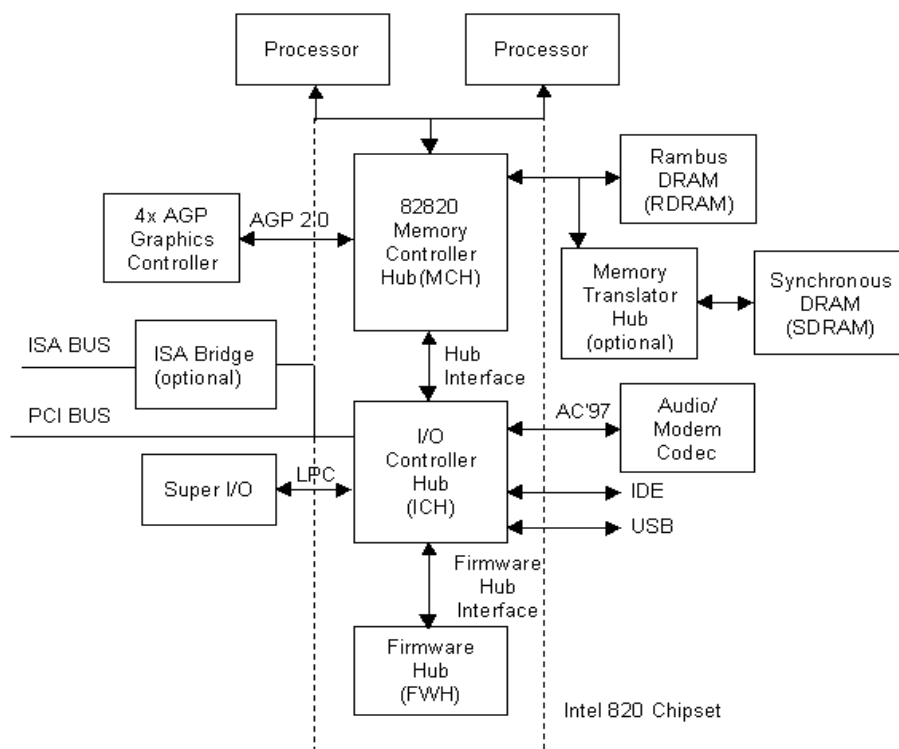 Processor
Processor
82820
Memory
Controller
Hub(MCH)
Rambus
DRAM
(RDRAM)
4x AGP
Graphics
Controller
AGP 2.0
Memory
Translator
Hub
(optional)
Synchronous
DRAM
(SDRAM)
ISA BUS
ISA Bridge
(optional)
Hub
Interface
PCI BUS
I/O
Controller
Hub
(ICH)
AC'97
Audio/
Modem
Codec
Super I/O
LPC
IDE
USB
Firmware
Hub
Interface
Firmware
Hub
(FWH)
Intel 820 Chipset